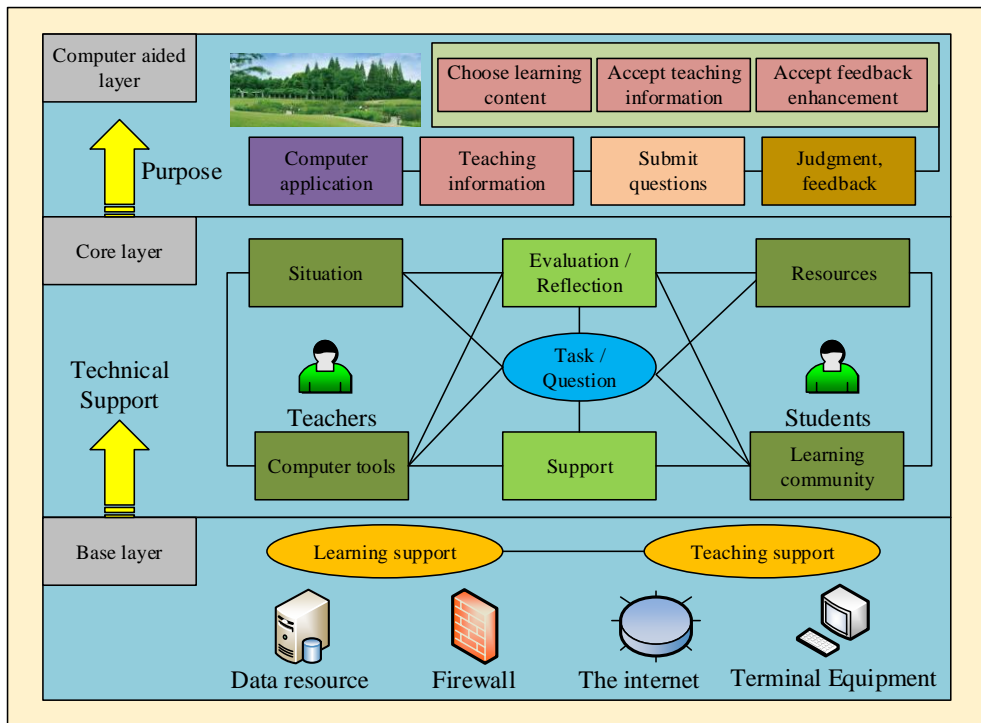 Computer aided
layer
Choose learning
content
Accept teaching
information
Accept feedback
enhancement
Purpose
Computer
application
Teaching
information
Submit
questions
Judgment,
feedback
Core layer
Situation
Evaluation /
Reflection
Resources
Technical
Support
Task /
Question
Teachers
Students
Computer tools
Support
Learning
community
Base layer
Learning support
Teaching support
Data resource
Firewall
The internet
Terminal Equipment